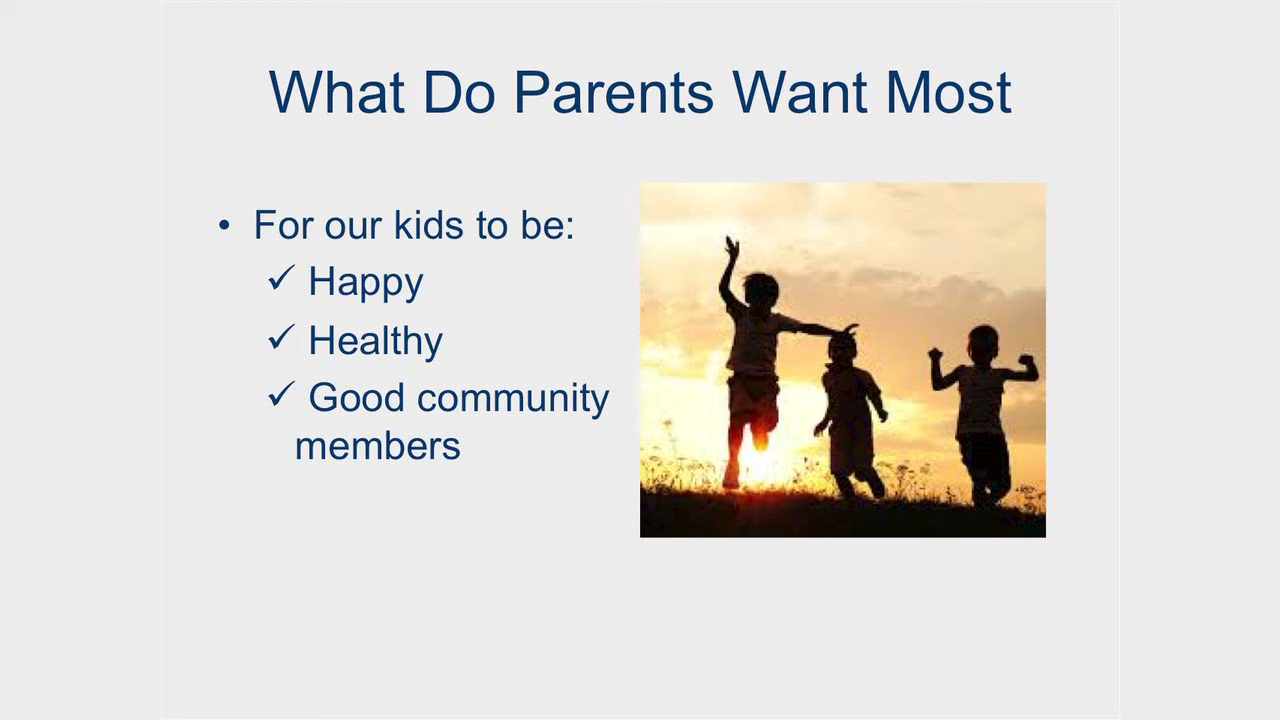 What Do Parents Want Most
• For our kids to be:
✓ Happy
✓ Healthy
✓ Good community
members